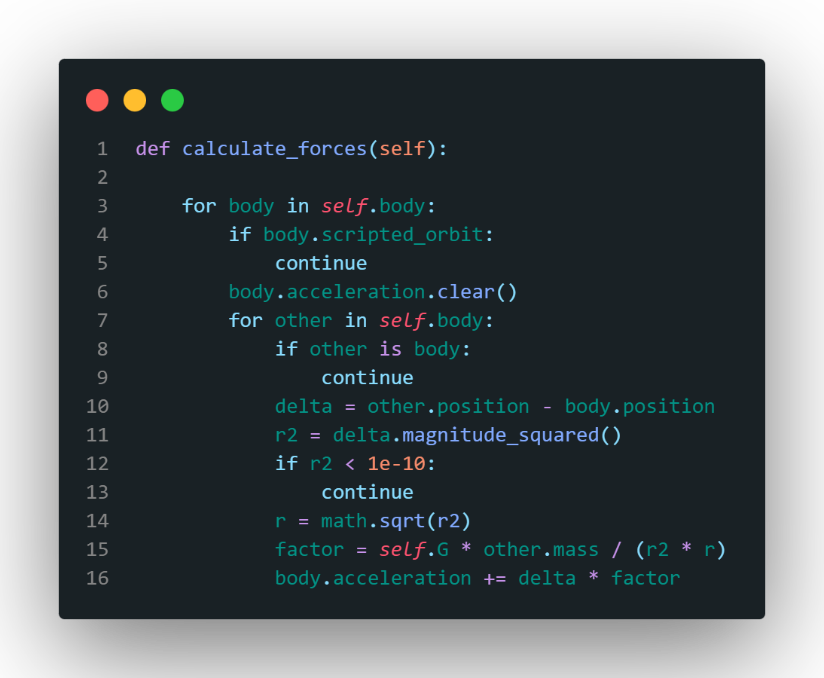 1 def calculate_forces(self):
2
3     for body in self.body:
4         if body.scripted_orbit:
5             continue
6         body.acceleration.clear()
7         for other in self.body:
8             if other is body:
9                 continue
10             delta = other.position - body.position
11             r2 = delta.magnitude_squared()
12             if r2 < 1e-10:
13                 continue
14             r = math.sqrt(r2)
15             factor = self.G * other.mass / (r2 * r)
16             body.acceleration += delta * factor